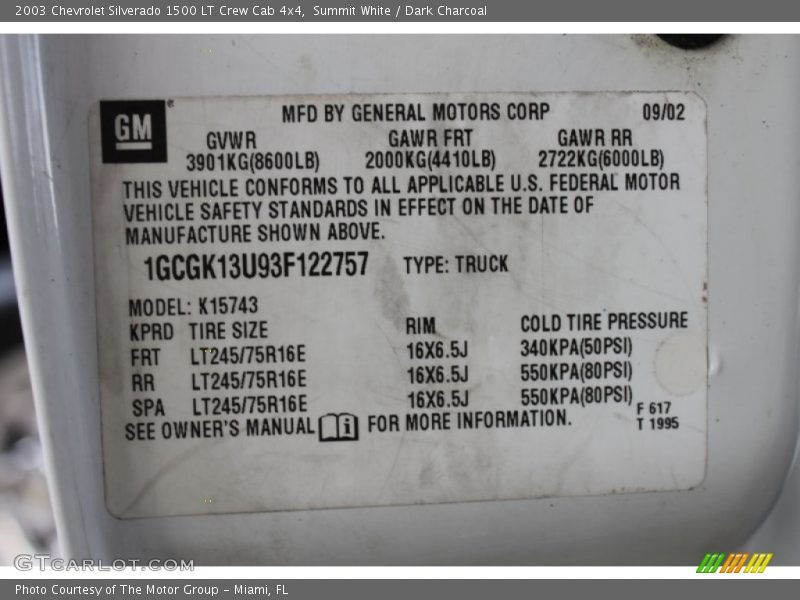 2003 Chevrolet Silverado 1500 LT Crew Cab 4x4, Summit White / Dark Charcoal
GM ®
MFD BY GENERAL MOTORS CORP 09/02
GVWR GAWR FRT GAWR RR
3901KG(8600LB) 2000KG(4410LB) 2722KG(6000LB)
THIS VEHICLE CONFORMS TO ALL APPLICABLE U.S. FEDERAL MOTOR
VEHICLE SAFETY STANDARDS IN EFFECT ON THE DATE OF
MANUFACTURE SHOWN ABOVE.
1GCGK13U93F122757 TYPE: TRUCK
MODEL: K15743
KPRD TIRE SIZE RIM COLD TIRE PRESSURE
FRT LT245/75R16E 16X6.5J 340KPA(50PSI)
RR LT245/75R16E 16X6.5J 550KPA(80PSI)
SPA LT245/75R16E 16X6.5J 550KPA(80PSI)
SEE OWNER'S MANUAL i FOR MORE INFORMATION.
F 617
T 1995
GTCARLOT.COM
Photo Courtesy of The Motor Group - Miami, FL